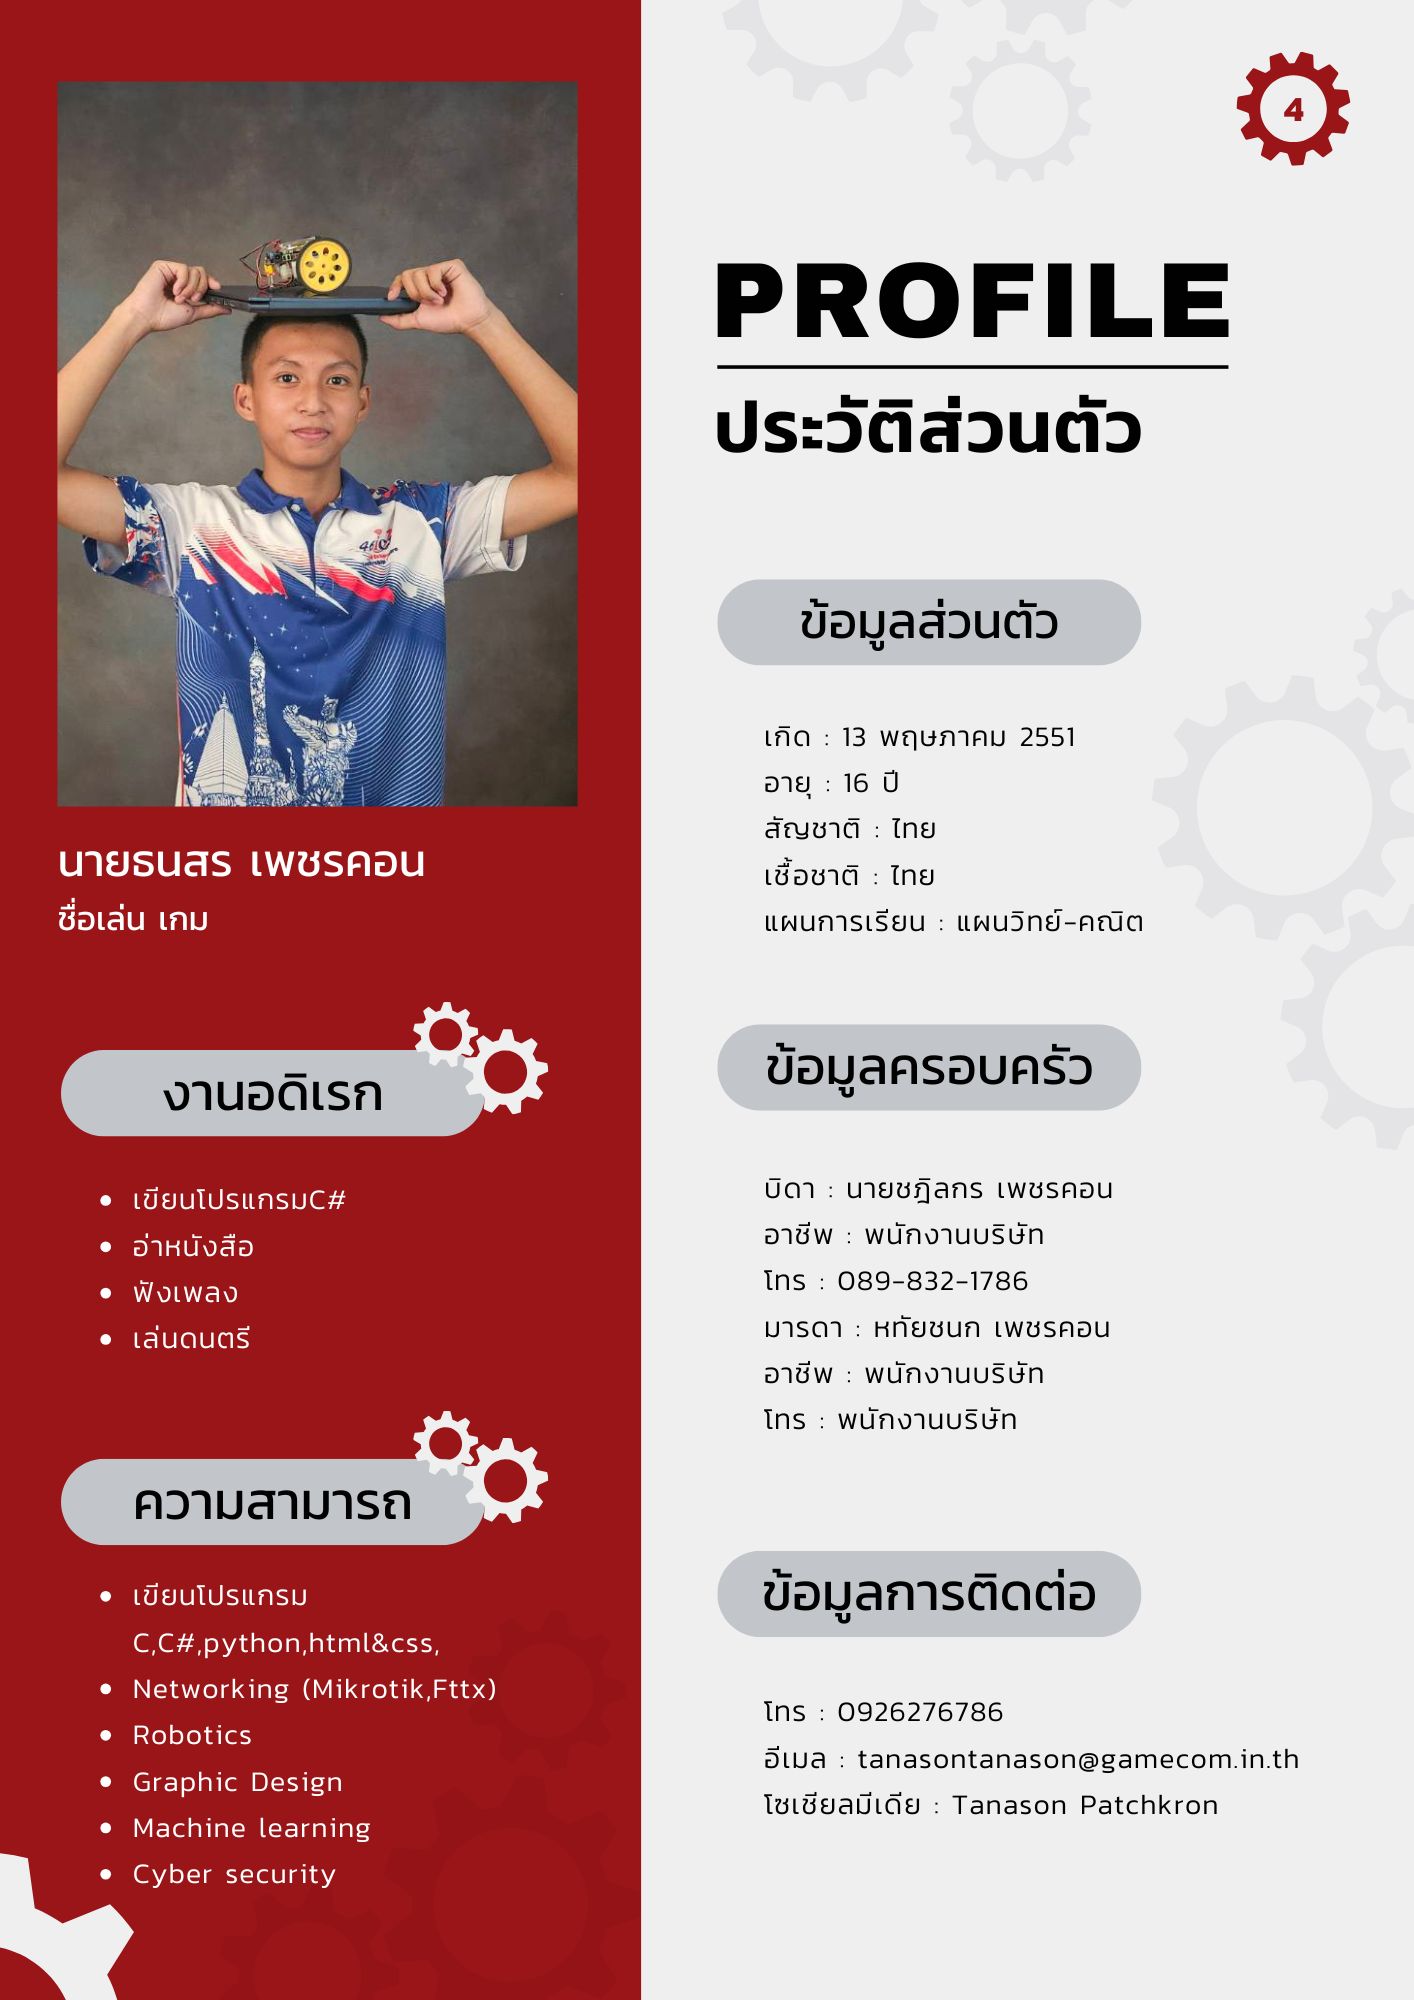 4
PROFILE
ประวัติส่วนตัว
นายธนสร เพชรคอน
ชื่อเล่น เกม
งานอดิเรก
เขียนโปรแกรมC#
อ่าหนังสือ
ฟังเพลง
เล่นดนตรี
ความสามารถ
เขียนโปรแกรม
C,C#,python,html&css,
Networking (Mikrotik,Fttx)
Robotics
Graphic Design
Machine learning
Cyber security
ข้อมูลส่วนตัว
เกิด : 13 พฤษภาคม 2551
อายุ : 16 ปี
สัญชาติ : ไทย
เชื้อชาติ : ไทย
แผนการเรียน : แผนวิทย์-คณิต
ข้อมูลครอบครัว
บิดา : นายชฎิลกร เพชรคอน
อาชีพ : พนักงานบริษัท
โทร : 089-832-1786
มารดา : หทัยชนก เพชรคอน
อาชีพ : พนักงานบริษัท
โทร : พนักงานบริษัท
ข้อมูลการติดต่อ
โทร : 0926276786
อีเมล : tanasontanason@gamecom.in.th
โซเชียลมีเดีย : Tanason Patchkron